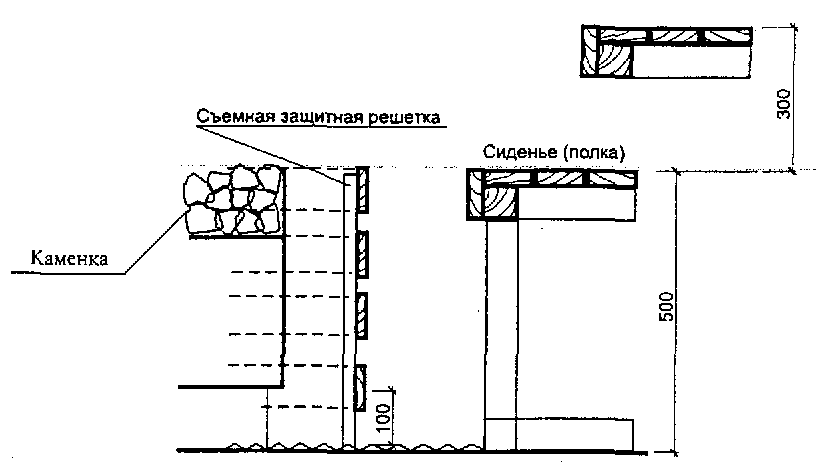 300
Съемная защитная решетка
Сиденье (полка)
Каменка
500
100